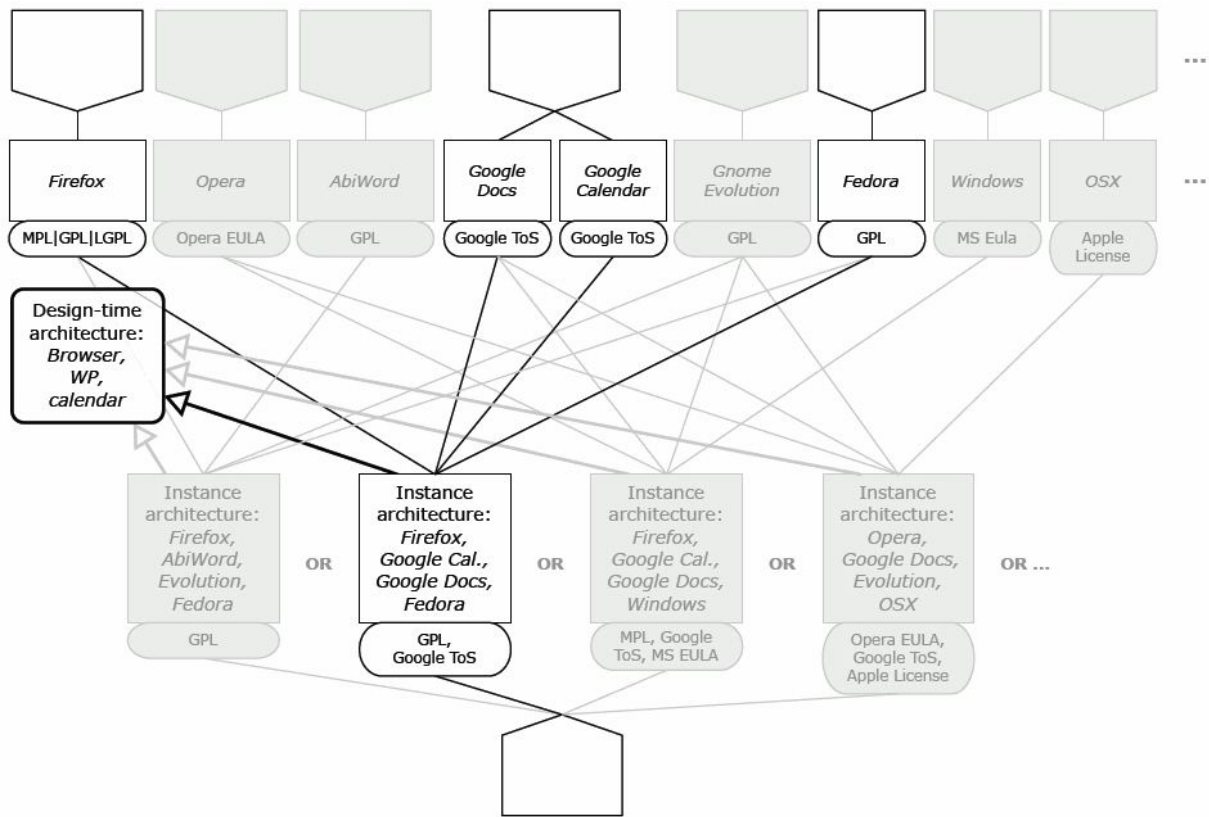 ...
Firefox
Opera
AbiWord
Google
Docs
Google
Calendar
Gnome
Evolution
Fedora
Windows
OSX
...
MPL|GPL|LGPL
Opera EULA
GPL
Google ToS
Google ToS
GPL
GPL
MS Eula
Apple
License
Design-time
architecture:
Browser,
WP,
calendar
Instance
architecture:
Firefox,
AbiWord,
Evolution,
Fedora
GPL
OR
Instance
architecture:
Firefox,
Google Cal.,
Google Docs,
Fedora
GPL,
Google ToS
OR
Instance
architecture:
Firefox,
Google Cal.,
Google Docs,
Windows
MPL, Google
ToS, MS EULA
OR
Instance
architecture:
Opera,
Google Docs,
Evolution,
OSX
Opera EULA,
Google ToS,
Apple License
OR ...